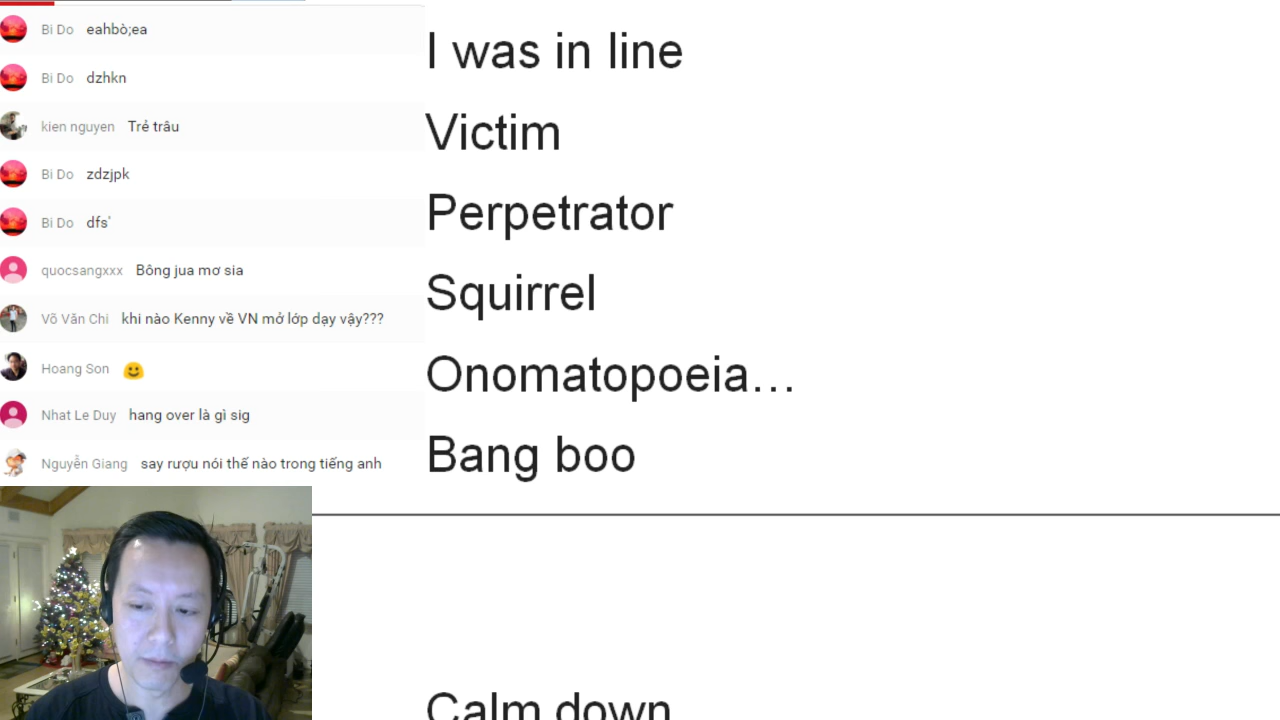 Bi Do eahbò;ea
Bi Do dzhkn
kien nguyen Trẻ trâu
Bi Do zdzjpk
Bi Do dfs'
quocsangxxx Bông jua mơ sia
Võ Văn Chi khi nào Kenny về VN mở lớp dạy vậy???
Hoang Son
Nhat Le Duy hang over là gì sig
Nguyễn Giang say rượu nói thế nào trong tiếng anh
I was in line
Victim
Perpetrator
Squirrel
Onomatopoeia…
Bang boo
Calm down